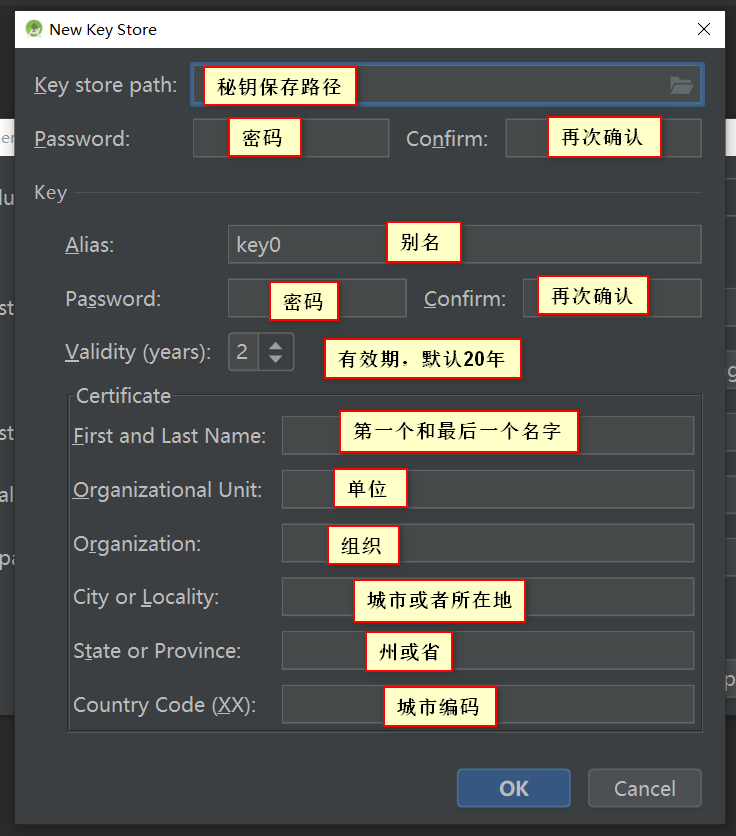 New Key Store
Key store path: 秘钥保存路径
Password: 密码 Confirm: 再次确认
Key
Alias: key0 别名
Password: 密码 Confirm: 再次确认
Validity (years): 2 有效期，默认20年
Certificate
First and Last Name: 第一个和最后一个名字
Organizational Unit: 单位
Organization: 组织
City or Locality: 城市或者所在地
State or Province: 州或省
Country Code (XX): 城市编码
OK Cancel